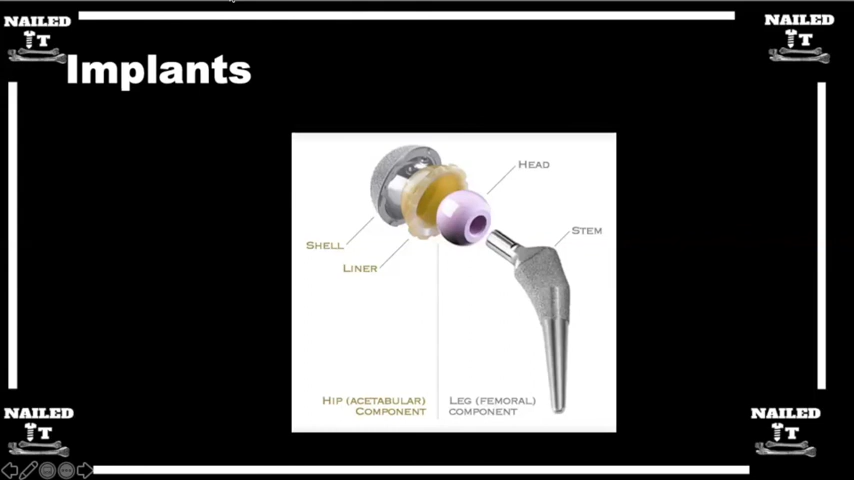 NAILED
IT
NAILED
IT
Implants
HEAD
STEM
SHELL
LINER
HIP (ACETABULAR)
COMPONENT
LEG (FEMORAL)
COMPONENT
NAILED
IT
NAILED
IT